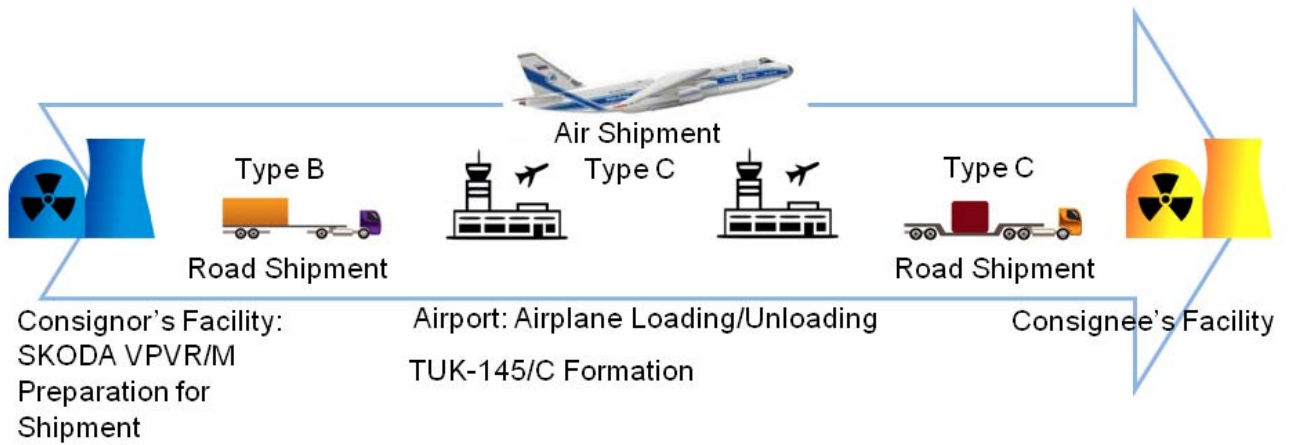 Air Shipment
Type B
Type C
Type C
Road Shipment
Road Shipment
Consignor's Facility:
SKODA VPVR/M
Preparation for
Shipment
Airport: Airplane Loading/Unloading
TUK-145/C Formation
Consignee's Facility